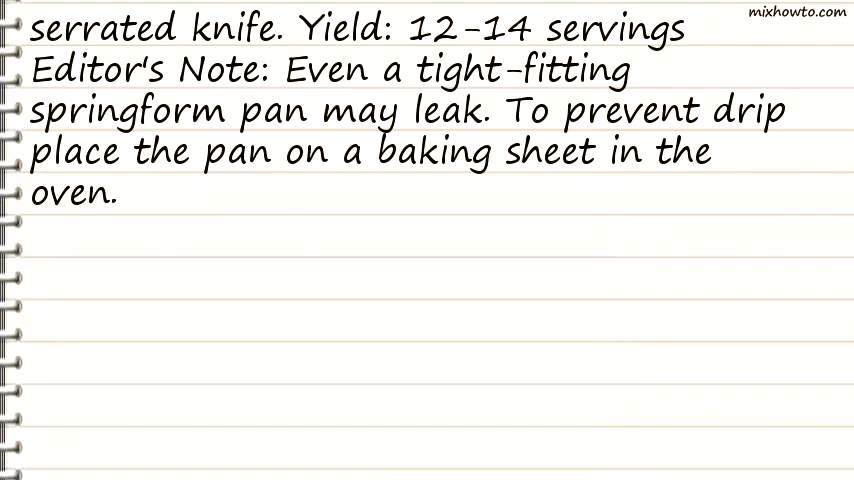 mixhowto.com
serrated knife. Yield: 12-14 servings
Editor's Note: Even a tight-fitting
springform pan may leak. To prevent drip
place the pan on a baking sheet in the
oven.